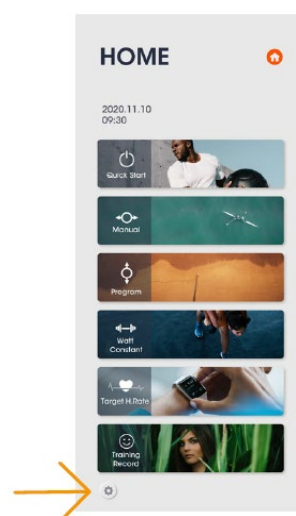 HOME
2020.11.10
09:30
Quick Start
Manual
Program
Watt
Constant
Target H.Rate
Training
Record